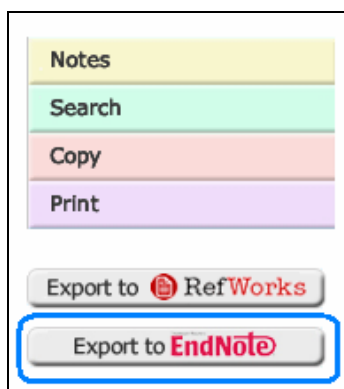 Notes
Search
Copy
Print
Export to RefWorks
Export to EndNote